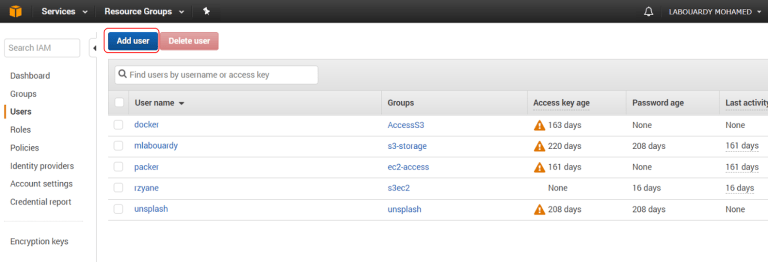 Services Resource Groups LABOUARDY MOHAMED
Search IAM
Dashboard
Groups
Users
Roles
Policies
Identity providers
Account settings
Credential report
Encryption keys
Add user Delete user
Find users by username or access key
User name Groups Access key age Password age Last activity
docker AccessS3 163 days None None
mlabouardy s3-storage 220 days 208 days 161 days
packer ec2-access 161 days None 161 days
rzyane s3ec2 None 16 days 16 days
unsplash unsplash 208 days 208 days None